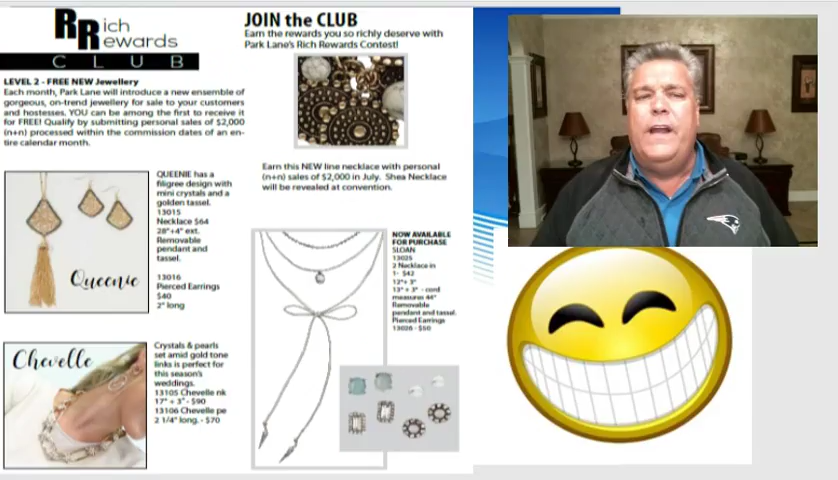 Rich
Rewards
CLUB
LEVEL 2 - FREE NEW Jewellery
Each month, Park Lane will introduce a new ensemble of
gorgeous, on-trend jewellery for sale to your customers
and hostesses. YOU can be among the first to receive it
for FREE! Qualify by submitting personal sales of $2,000
(n+n) processed within the commission dates of an en-
tire calendar month.
QUEENIE has a
filigree design with
mini crystals and a
golden tassel.
13015
Necklace $64
28"+4" ext.
Removable
pendant and
tassel.
13016
Pierced Earrings
$40
2" long
Queenie
Chevelle
Crystals & pearls
set amid gold tone
links is perfect for
this season's
weddings.
13105 Chevelle nk
17" + 3" - $90
13106 Chevelle pe
2 1/4" long. - $70
JOIN the CLUB
Earn the rewards you so richly deserve with
Park Lane's Rich Rewards Contest!
Earn this NEW line necklace with personal
(n+n) sales of $2,000 in July. Shea Necklace
will be revealed at convention.
NOW AVAILABLE
FOR PURCHASE
SLOAN
13025
2 Necklace in
1- $42
12"+ 3"
13" + 3" - cord
measures 44"
Removable
pendant and tassel.
Pierced Earrings
13026 - $50